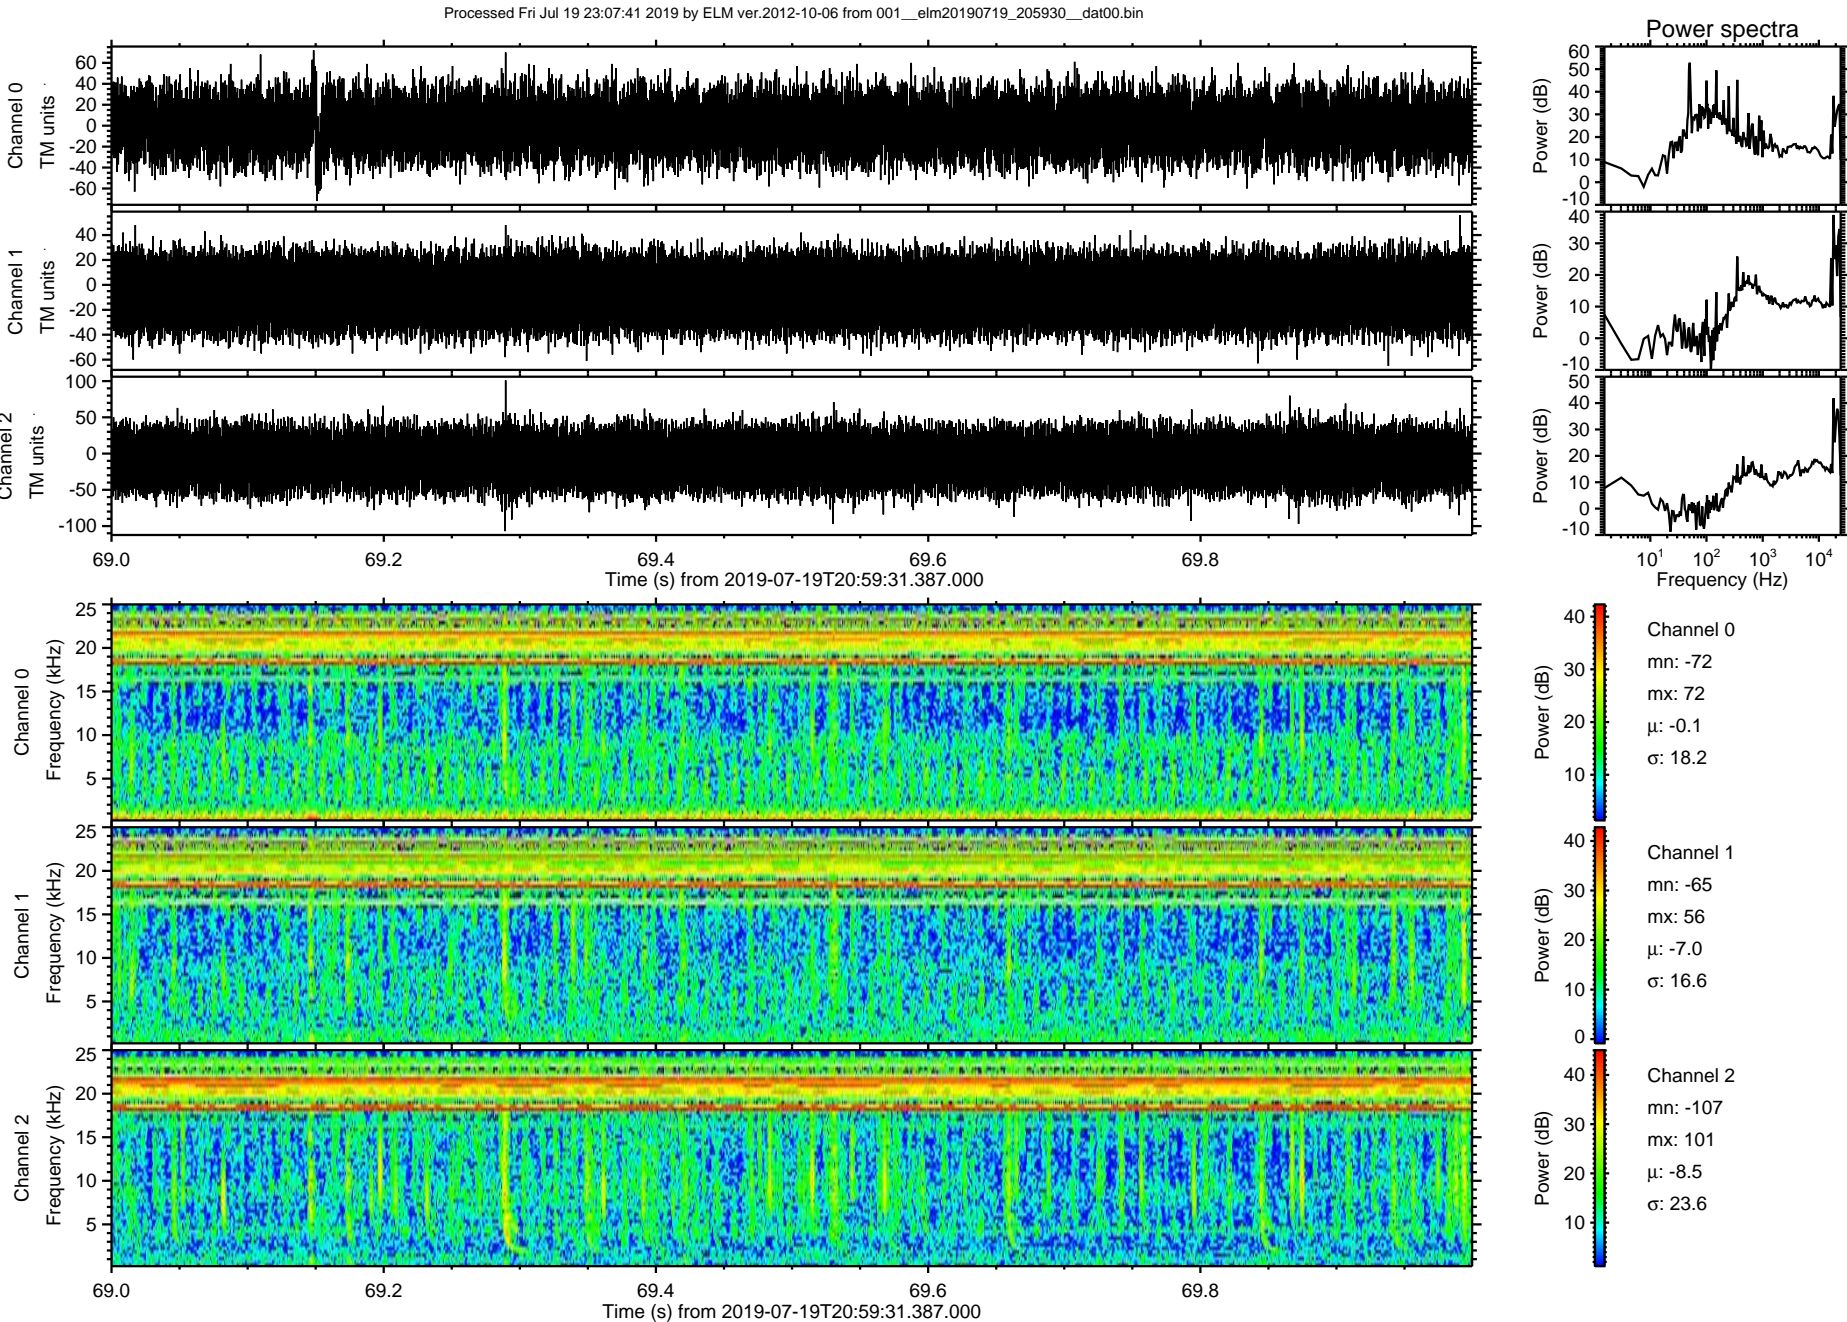 Processed Fri Jul 19 23:07:41 2019 by ELM ver.2012-10-06 from 001__elm20190719_205930__dat00.bin
Power spectra
Channel 0
TM units
60
40
20
0
-20
-40
-60
Power (dB)
60
50
40
30
20
10
0
-10
Channel 1
TM units
40
20
0
-20
-40
-60
Power (dB)
40
30
20
10
0
-10
Channel 2
TM units
100
50
0
-50
-100
Power (dB)
50
40
30
20
10
0
-10
69.0 69.2 69.4 69.6 69.8
Time (s) from 2019-07-19T20:59:31.387.000
10^1 10^2 10^3 10^4
Frequency (Hz)
Channel 0
Frequency (kHz)
25
20
15
10
5
Power (dB)
40
30
20
10
Channel 0
mn: -72
mx: 72
μ: -0.1
σ: 18.2
Channel 1
Frequency (kHz)
25
20
15
10
5
Power (dB)
40
30
20
10
0
Channel 1
mn: -65
mx: 56
μ: -7.0
σ: 16.6
Channel 2
Frequency (kHz)
25
20
15
10
5
Power (dB)
40
30
20
10
Channel 2
mn: -107
mx: 101
μ: -8.5
σ: 23.6
69.0 69.2 69.4 69.6 69.8
Time (s) from 2019-07-19T20:59:31.387.000